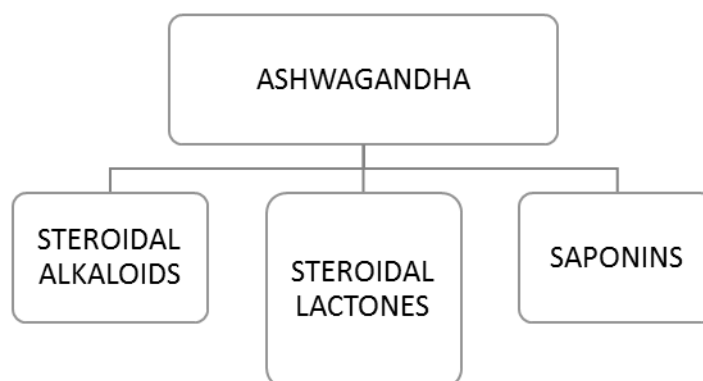 ASHWAGANDHA
STEROIDAL
ALKALOIDS
STEROIDAL
LACTONES
SAPONINS